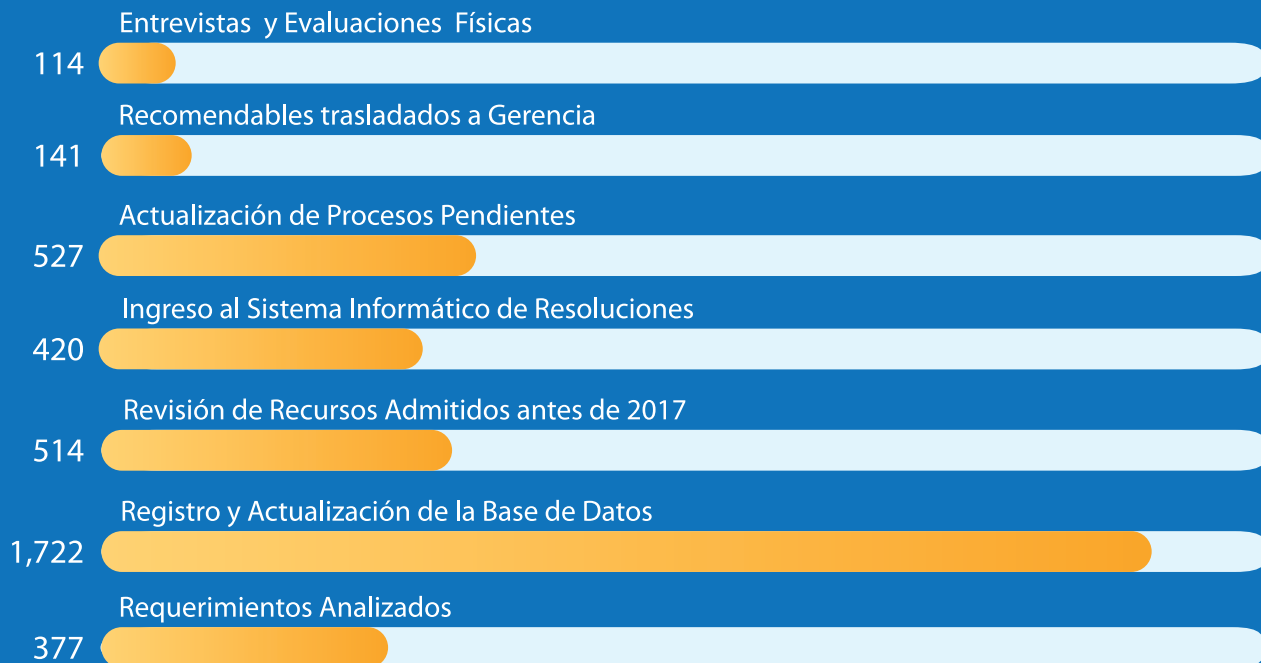 Entrevistas y Evaluaciones Físicas
114
Recomendables trasladados a Gerencia
141
Actualización de Procesos Pendientes
527
Ingreso al Sistema Informático de Resoluciones
420
Revisión de Recursos Admitidos antes de 2017
514
Registro y Actualización de la Base de Datos
1,722
Requerimientos Analizados
377